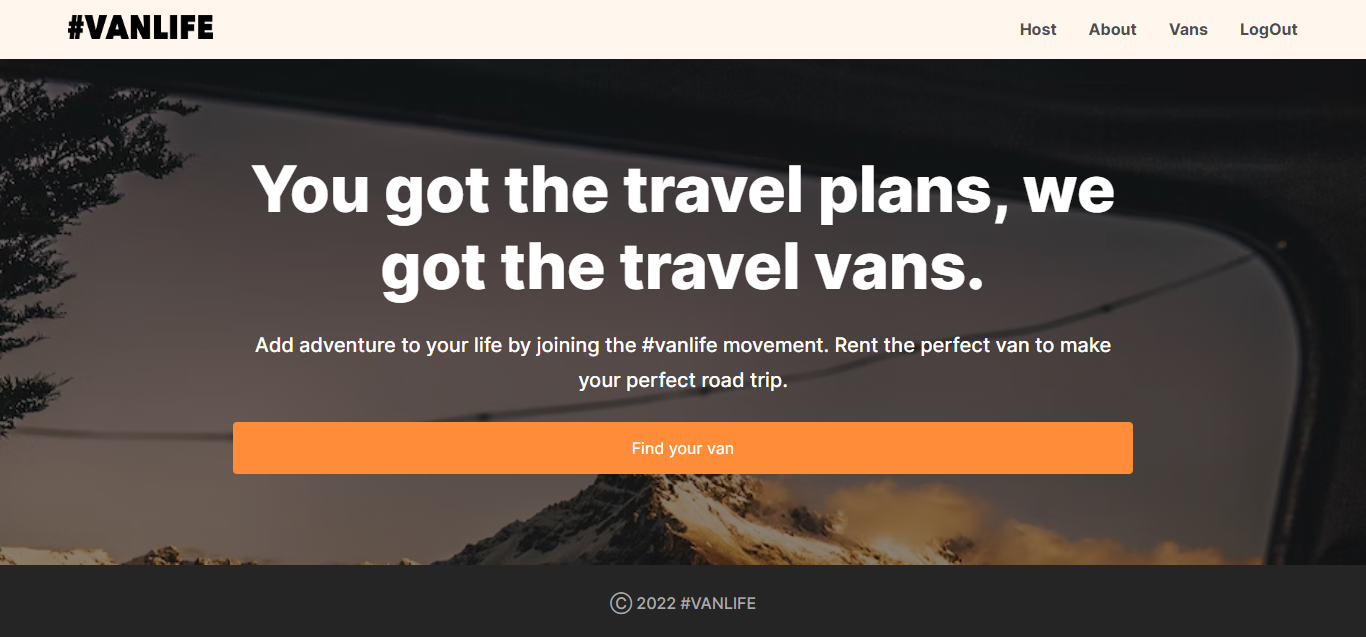 #VANLIFE
Host About Vans LogOut
You got the travel plans, we
got the travel vans.
Add adventure to your life by joining the #vanlife movement. Rent the perfect van to make
your perfect road trip.
Find your van
Ⓒ 2022 #VANLIFE